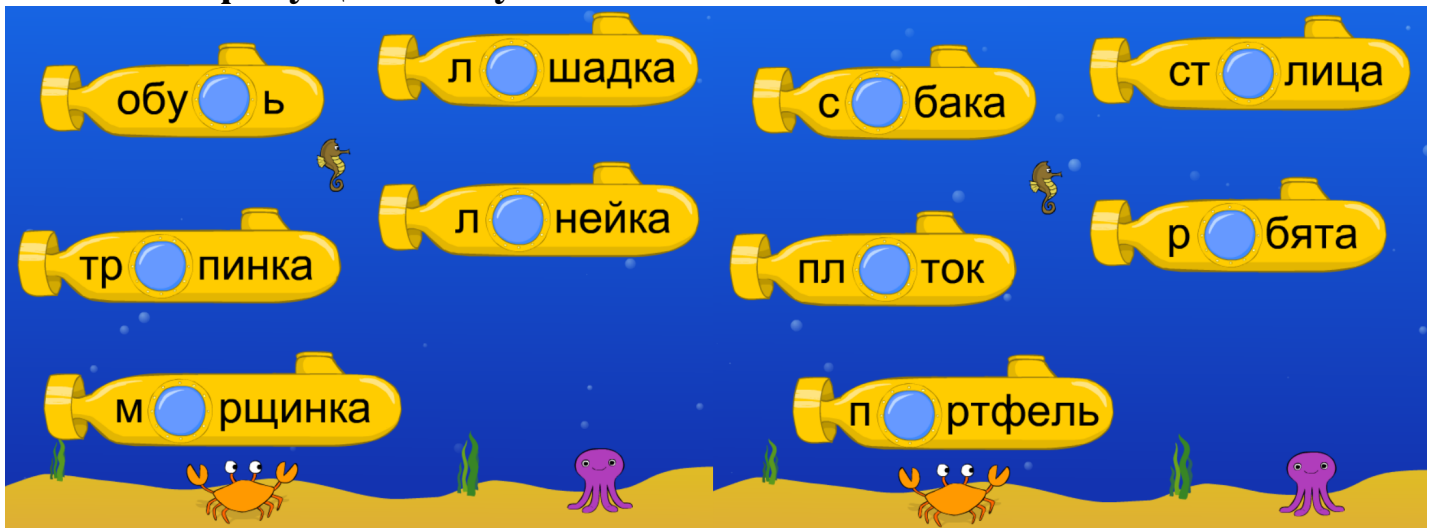 обу ь
л шадка
л нейка
тр пинка
м рщинка
с бака
ст лица
р бята
пл ток
п ртфель